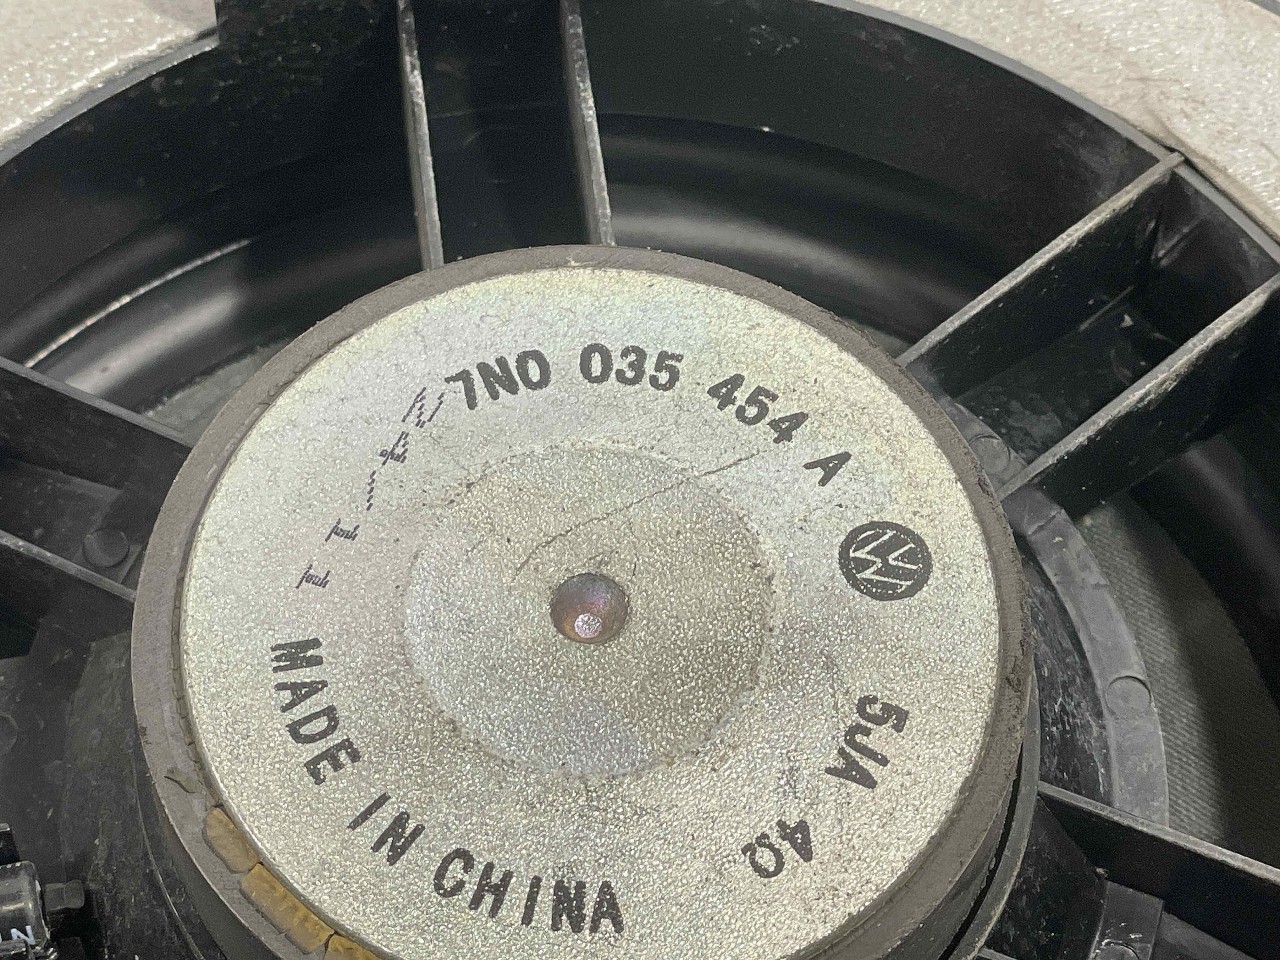 7N0 035 454 A
5JA 4Ω
MADE IN CHINA